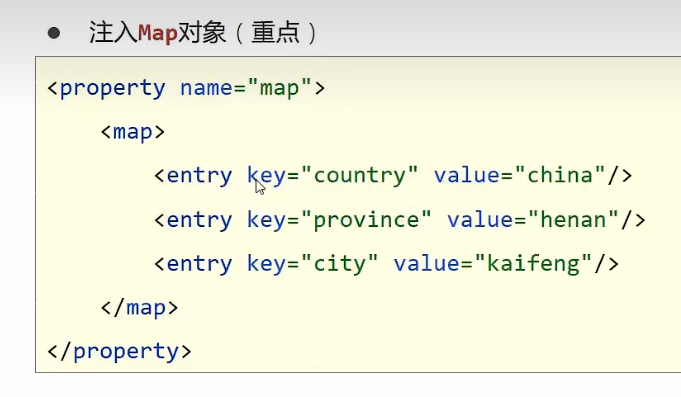 ● 注入Map对象（重点）
<property name="map">
    <map>
        <entry key="country" value="china"/>
        <entry key="province" value="henan"/>
        <entry key="city" value="kaifeng"/>
    </map>
</property>